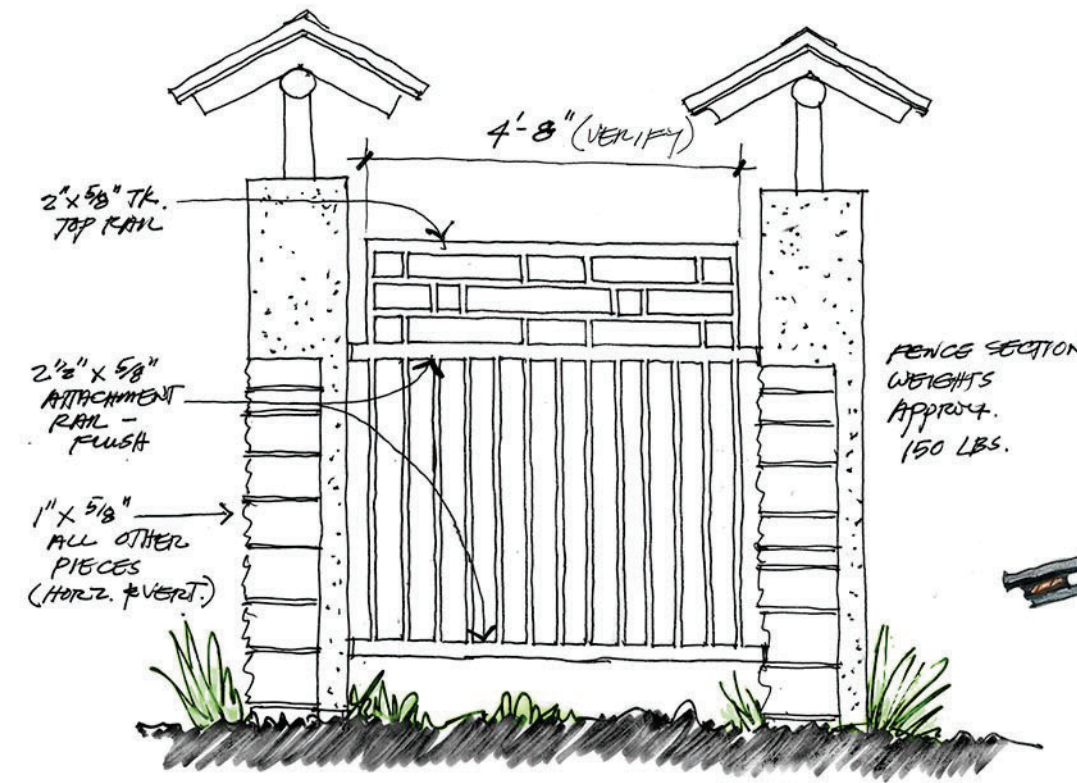 4'-8" (VERIFY)
2" x 5/8" TK.
TOP RAIL
2 1/2" x 5/8"
ATTACHMENT
RAIL -
FLUSH
1" x 5/8"
ALL OTHER
PIECES
(HORZ. & VERT.)
FENCE SECTION
WEIGHTS
APPROX.
150 LBS.